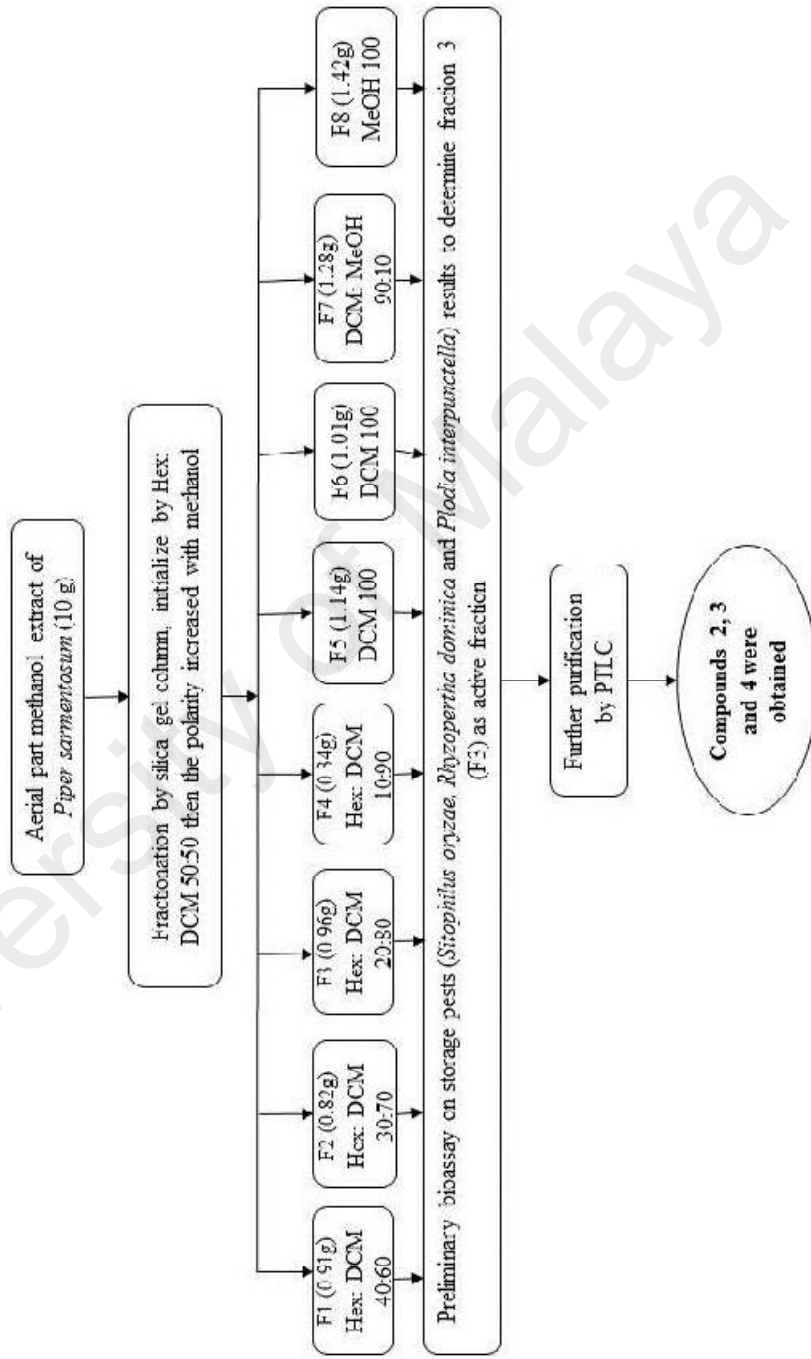 Aerial part methanol extract of
Piper sarmentosum (10 g)
Fractionation by silica gel column, intialize by Hex:
DCM 50:50 then the polarity increased with methanol
F1 (0.91g)
Hex: DCM
40:60
F2 (0.82g)
Hex: DCM
30:70
F3 (0.96g)
Hex: DCM
20:80
F4 (0.34g)
Hex: DCM
10:90
F5 (1.14g)
DCM 100
F6 (1.01g)
DCM 100
F7 (1.28g)
DCM: MeOH
90:10
F8 (1.42g)
MeOH 100
Preliminary bioassay on storage pests (Sitophilus oryzae, Rhyzopertha dominica and Plodia interpunctella) results to determine fraction 3
(F3) as active fraction
Further purification
by PTLC
Compounds 2, 3
and 4 were
obtained
ersity of Malaya